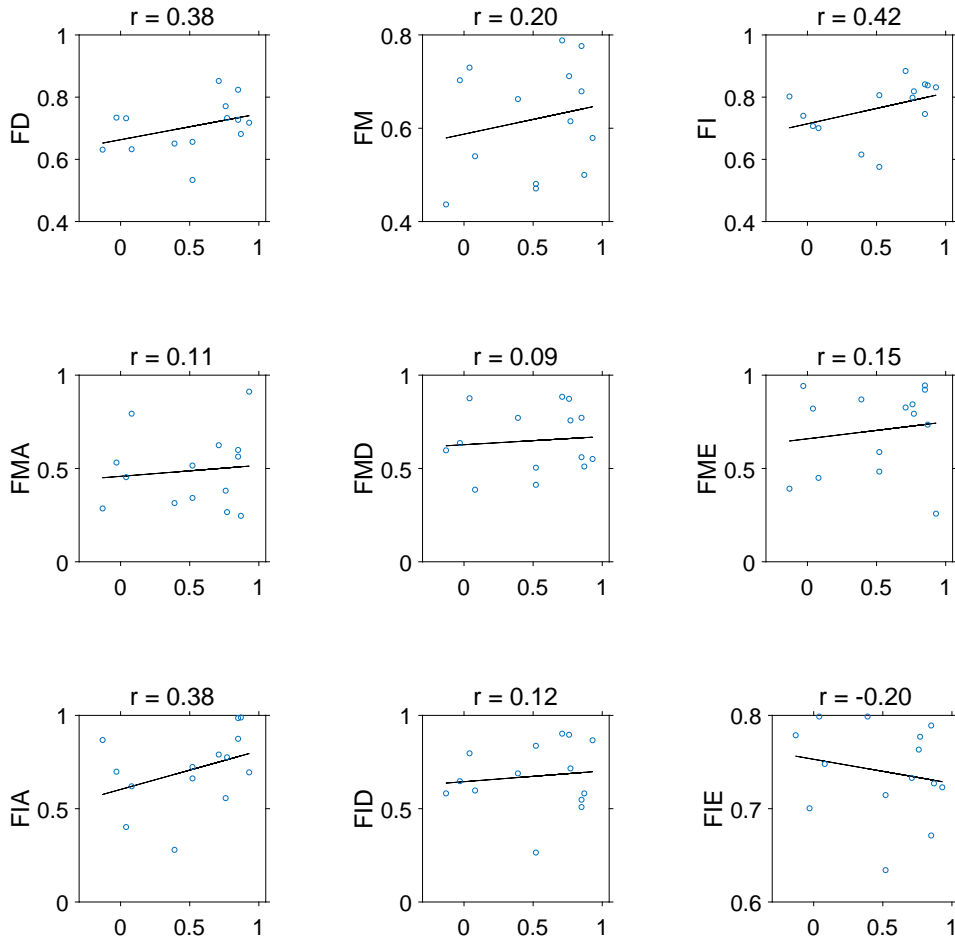 r = 0.38
r = 0.20
r = 0.42
1
0.8
0.6
0.4
FD
0 0.5 1
0.8
0.6
0.4
FM
0 0.5 1
1
0.8
0.6
0.4
FI
0 0.5 1
r = 0.11
r = 0.09
r = 0.15
1
0.5
0
FMA
0 0.5 1
1
0.5
0
FMD
0 0.5 1
1
0.5
0
FME
0 0.5 1
r = 0.38
r = 0.12
r = -0.20
1
0.5
0
FIA
0 0.5 1
1
0.5
0
FID
0 0.5 1
0.8
0.7
0.6
FIE
0 0.5 1